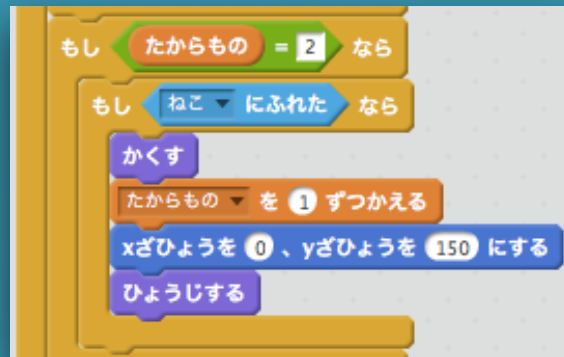 もし たからもの = 2 なら
もし ねこ にふれた なら
かくす
たからもの を 1 ずつかえる
xざひょうを 0 、yざひょうを 150 にする
ひょうじする